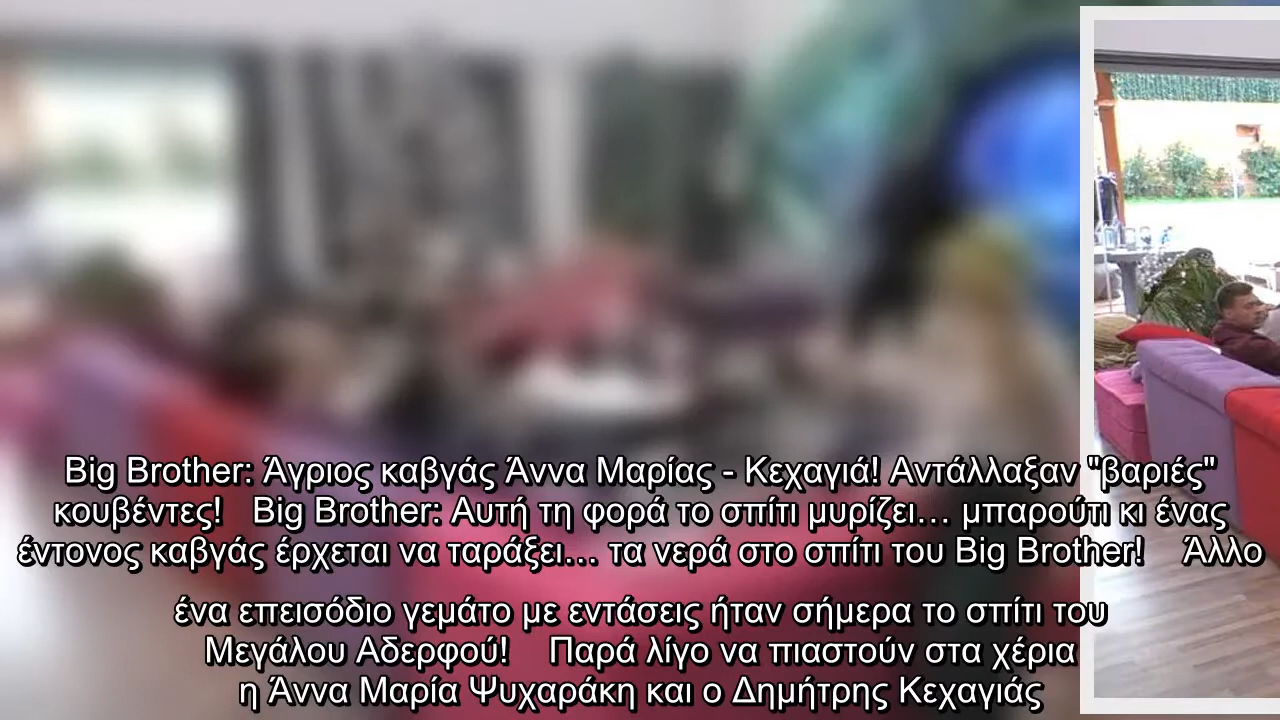 Big Brother: Άγριος καβγάς Άννα Μαρίας - Κεχαγιά! Αντάλλαξαν "βαριές"
κουβέντες! Big Brother: Αυτή τη φορά το σπίτι μυρίζει… μπαρούτι κι ένας
έντονος καβγάς έρχεται να ταράξει… τα νερά στο σπίτι του Big Brother! Άλλο
ένα επεισόδιο γεμάτο με εντάσεις ήταν σήμερα το σπίτι του
Μεγάλου Αδερφού! Παρά λίγο να πιαστούν στα χέρια
η Άννα Μαρία Ψυχαράκη και ο Δημήτρης Κεχαγιάς